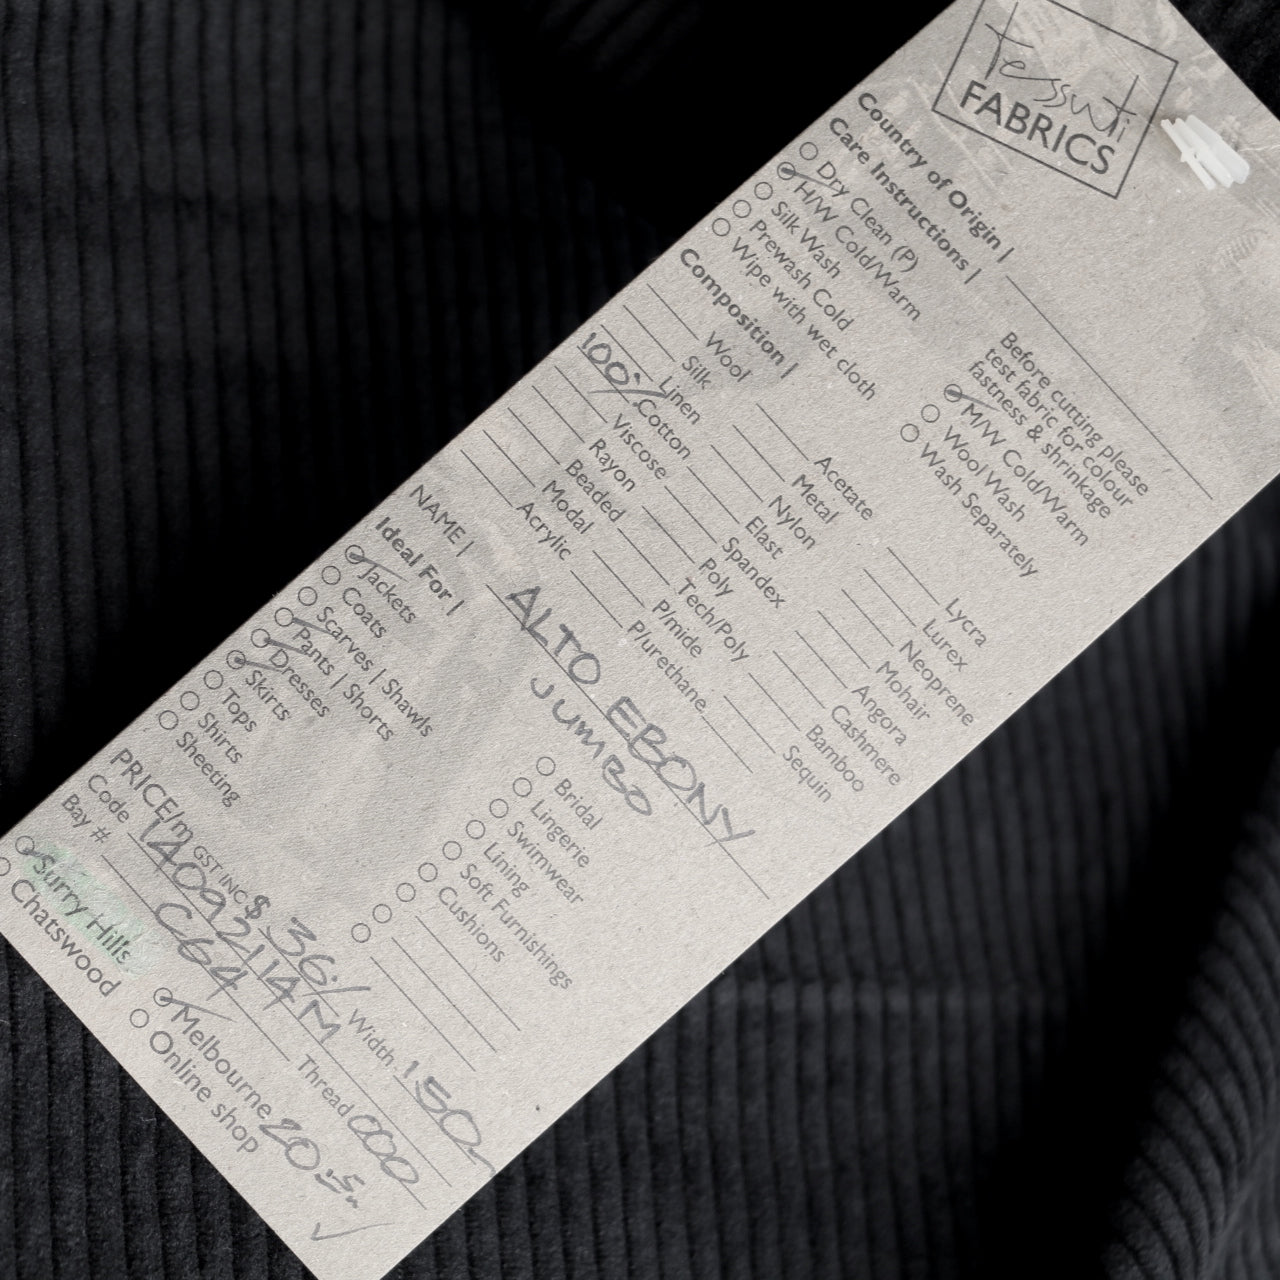 tessuti
FABRICS
Country of Origin |
Care Instructions |
Dry Clean (P)
H/W Cold/Warm
Silk Wash
Prewash Cold
Wipe with wet cloth
Before cutting please
test fabric for colour
fastness & shrinkage
M/W Cold/Warm
Wool Wash
Wash Separately
Composition |
Wool
Silk
Linen
100% Cotton
Viscose
Rayon
Beaded
Modal
Acrylic
Acetate
Metal
Nylon
Elast
Spandex
Poly
Tech/Poly
P/mide
P/urethane
Lycra
Lurex
Neoprene
Mohair
Angora
Cashmere
Bamboo
Sequin
NAME | ALTO EBONY
JUMBO
Ideal For |
Jackets
Coats
Scarves | Shawls
Pants | Shorts
Dresses
Skirts
Tops
Shirts
Sheeting
Bridal
Lingerie
Swimwear
Lining
Soft Furnishings
Cushions
PRICE/m GST INC $ 36./ Width 150
Code 14092114M Thread 000
Bay # C64
Surry Hills
Chatswood
Melbourne 20
Online shop